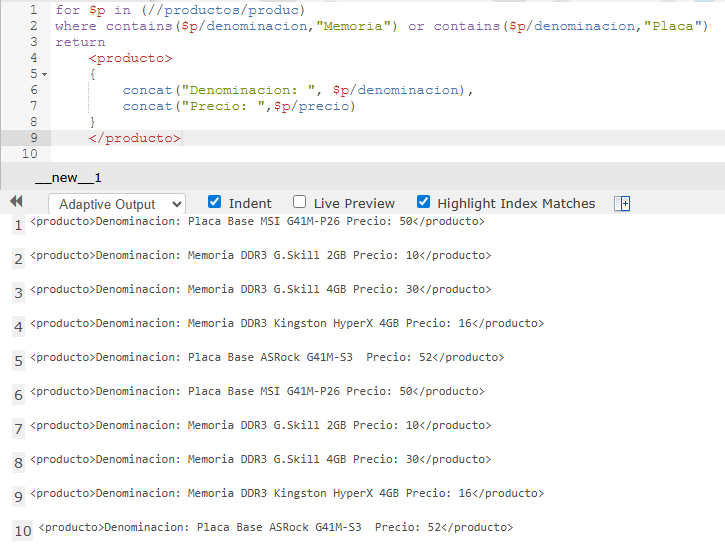 1 for $p in (//productos/produc)
2 where contains($p/denominacion,"Memoria") or contains($p/denominacion,"Placa")
3 return
4 <producto>
5 {
6 concat("Denominacion: ", $p/denominacion),
7 concat("Precio: ",$p/precio)
8 }
9 </producto>
10
__new__1
Adaptive Output Indent Live Preview Highlight Index Matches
1 <producto>Denominacion: Placa Base MSI G41M-P26 Precio: 50</producto>
2 <producto>Denominacion: Memoria DDR3 G.Skill 2GB Precio: 10</producto>
3 <producto>Denominacion: Memoria DDR3 G.Skill 4GB Precio: 30</producto>
4 <producto>Denominacion: Memoria DDR3 Kingston HyperX 4GB Precio: 16</producto>
5 <producto>Denominacion: Placa Base ASRock G41M-S3  Precio: 52</producto>
6 <producto>Denominacion: Placa Base MSI G41M-P26 Precio: 50</producto>
7 <producto>Denominacion: Memoria DDR3 G.Skill 2GB Precio: 10</producto>
8 <producto>Denominacion: Memoria DDR3 G.Skill 4GB Precio: 30</producto>
9 <producto>Denominacion: Memoria DDR3 Kingston HyperX 4GB Precio: 16</producto>
10 <producto>Denominacion: Placa Base ASRock G41M-S3  Precio: 52</producto>